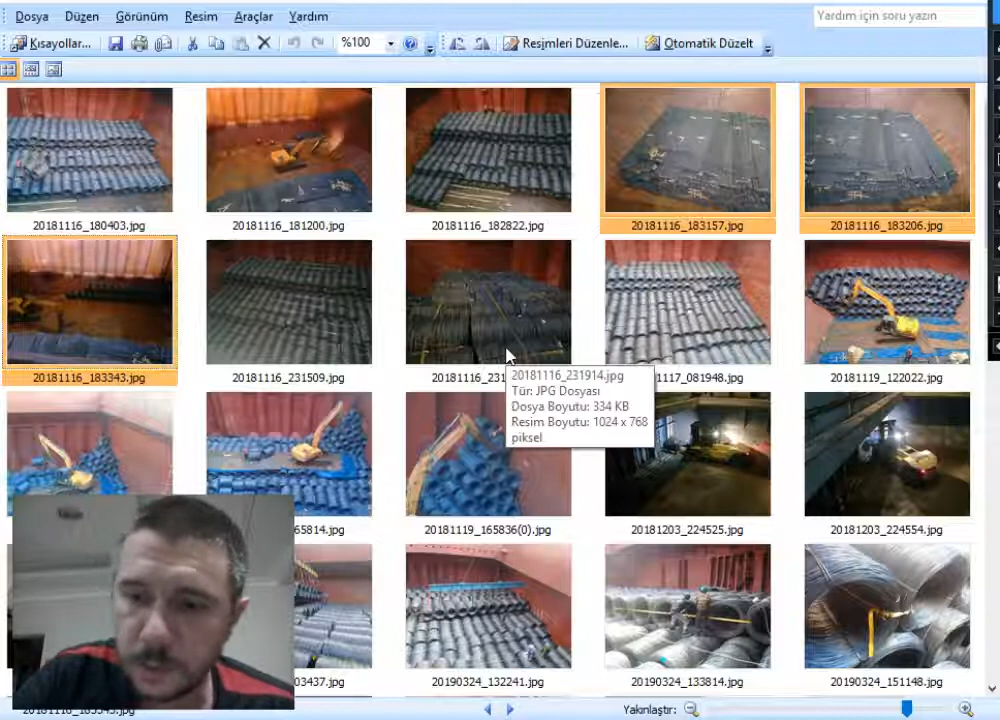 Dosya Düzen Görünüm Resim Araçlar Yardım
Yardım için soru yazın
Kısayollar... %100 Resimleri Düzenle... Otomatik Düzelt
20181116_180403.jpg 20181116_181200.jpg 20181116_182822.jpg 20181116_183157.jpg 20181116_183206.jpg
20181116_183343.jpg 20181116_231509.jpg 20181116_231 117_081948.jpg 20181119_122022.jpg
20181116_231914.jpg
Tür: JPG Dosyası
Dosya Boyutu: 334 KB
Resim Boyutu: 1024 x 768
piksel
65814.jpg 20181119_165836(0).jpg 20181203_224525.jpg 20181203_224554.jpg
03437.jpg 20190324_132241.jpg 20190324_133814.jpg 20190324_151148.jpg
Yakınlaştır: